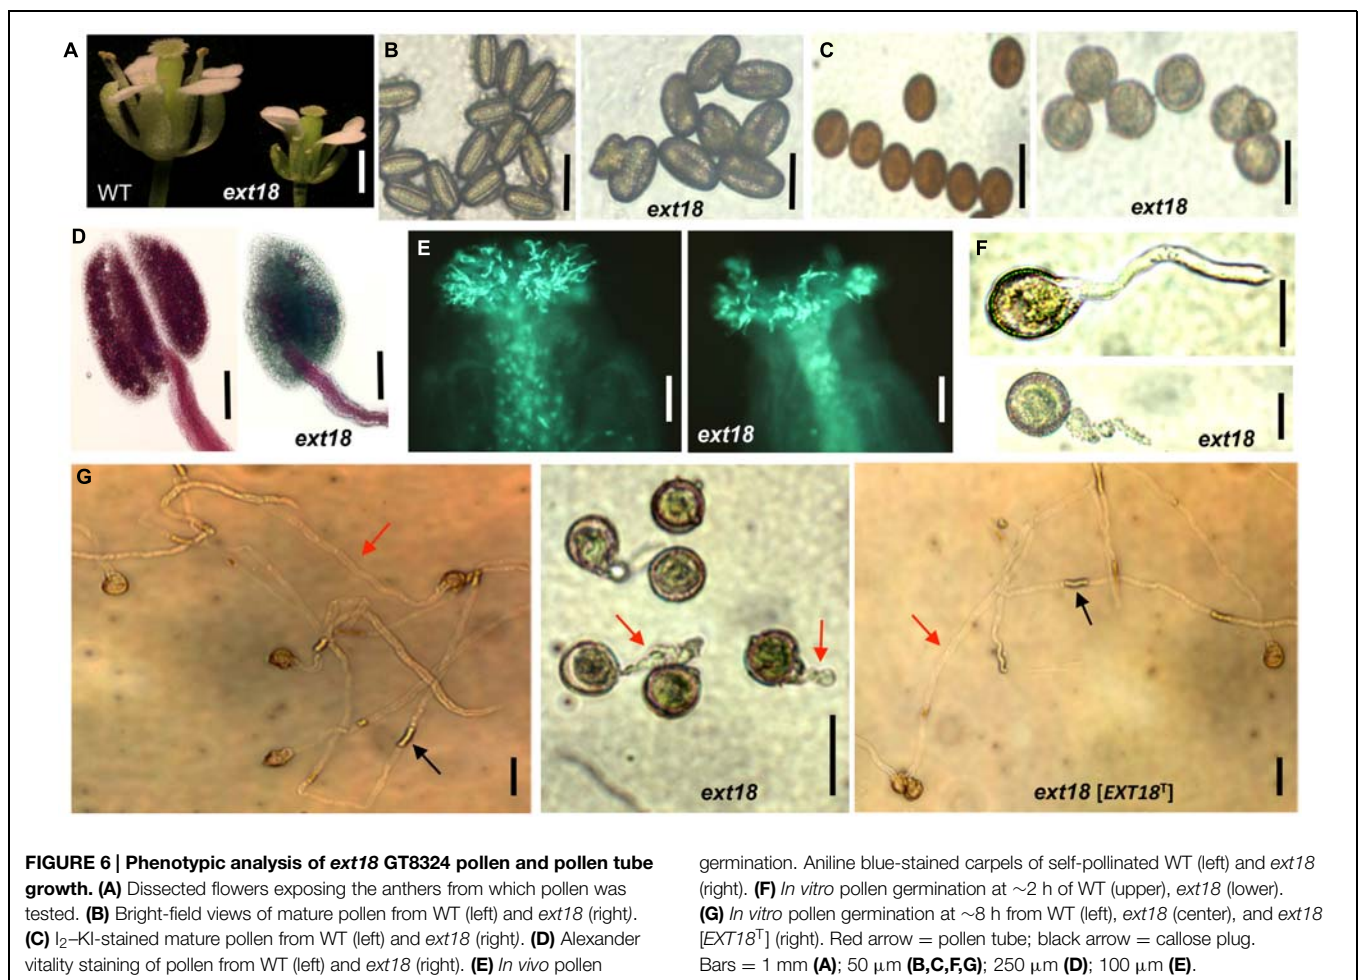 A
B
C
WT
ext18
ext18
ext18
D
E
F
ext18
ext18
ext18
G
ext18
ext18 [EXT18ᵀ]
FIGURE 6 | Phenotypic analysis of ext18 GT8324 pollen and pollen tube
growth. (A) Dissected flowers exposing the anthers from which pollen was
tested. (B) Bright-field views of mature pollen from WT (left) and ext18 (right).
(C) I₂–KI-stained mature pollen from WT (left) and ext18 (right). (D) Alexander
vitality staining of pollen from WT (left) and ext18 (right). (E) In vivo pollen
germination. Aniline blue-stained carpels of self-pollinated WT (left) and ext18
(right). (F) In vitro pollen germination at ∼2 h of WT (upper), ext18 (lower).
(G) In vitro pollen germination at ∼8 h from WT (left), ext18 (center), and ext18
[EXT18ᵀ] (right). Red arrow = pollen tube; black arrow = callose plug.
Bars = 1 mm (A); 50 μm (B,C,F,G); 250 μm (D); 100 μm (E).